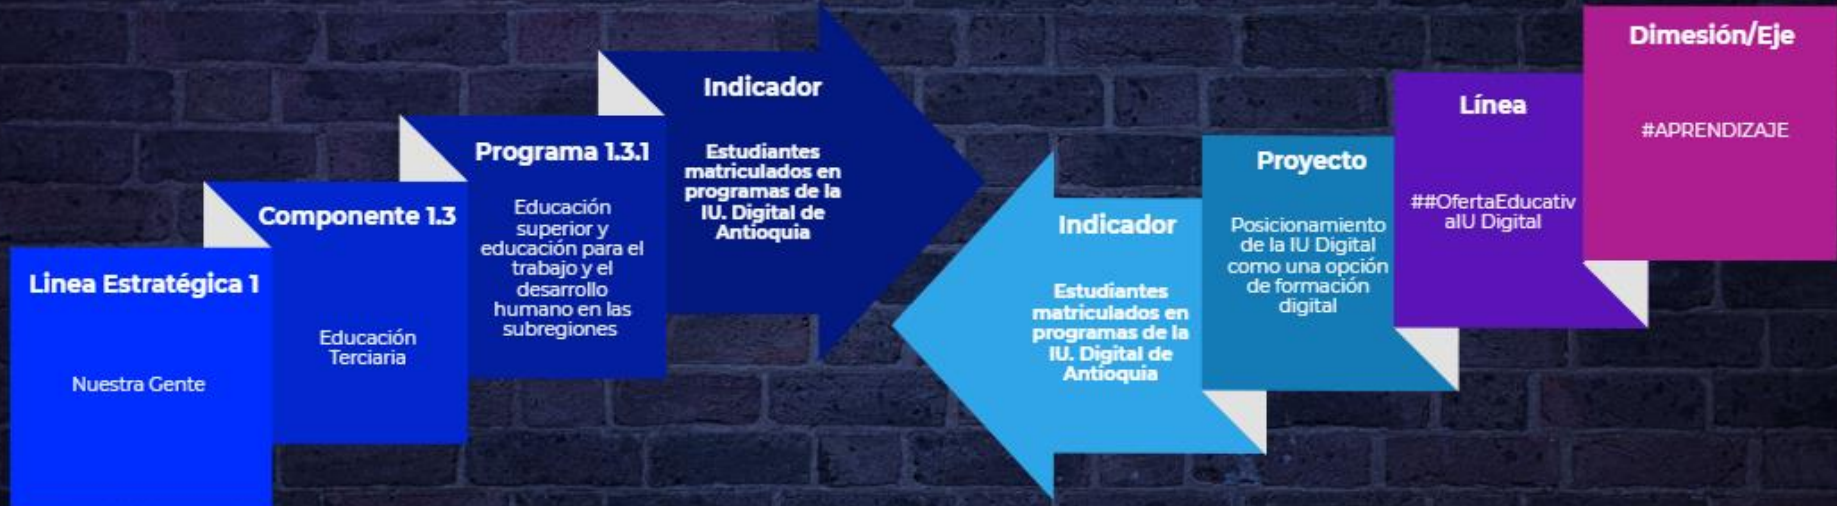 Linea Estratégica 1
Nuestra Gente
Componente 1.3
Educación
Terciaria
Programa 1.3.1
Educación
superior y
educación para el
trabajo y el
desarrollo
humano en las
subregiones
Indicador
Estudiantes
matriculados en
programas de la
IU. Digital de
Antioquia
Indicador
Estudiantes
matriculados en
programas de la
IU. Digital de
Antioquia
Proyecto
Posicionamiento
de la IU Digital
como una opción
de formación
digital
Línea
##OfertaEducativ
aIU Digital
Dimesión/Eje
#APRENDIZAJE